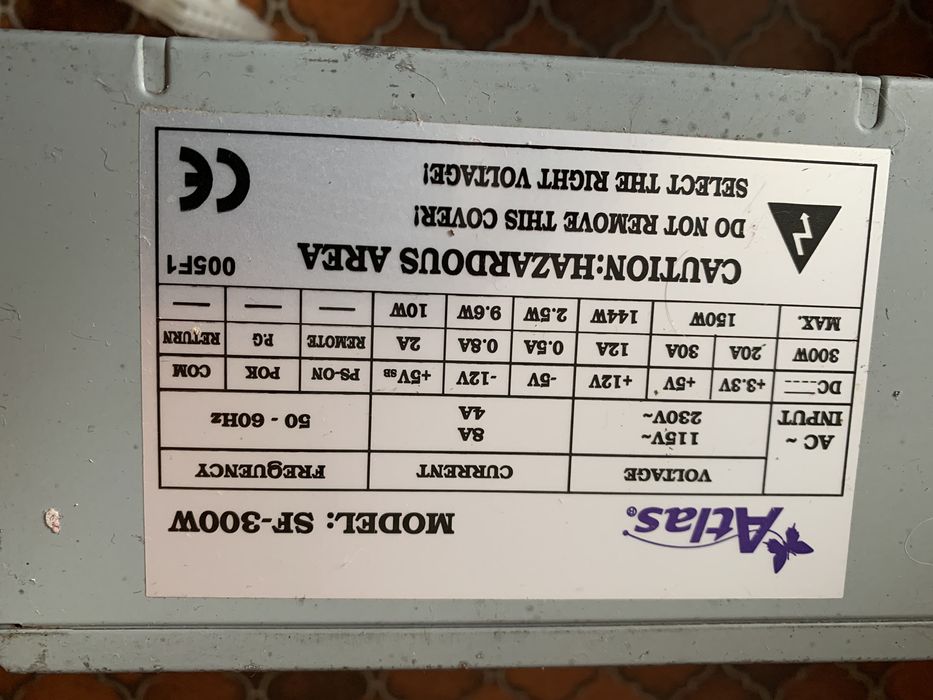 Atlas® MODEL: SF-300W
VOLTAGE CURRENT FREQUENCY
AC ~ INPUT 115V~ 230V~ 8A 4A 50 - 60Hz
DC +3.3V +5V +12V -5V -12V +5VSB PS-ON POK COM
300W 20A 30A 12A 0.5A 0.8A 2A REMOTE P.G RETURN
MAX. 150W 144W 2.5W 9.6W 10W — — —
CAUTION:HAZARDOUS AREA 005F1
DO NOT REMOVE THIS COVER!
SELECT THE RIGHT VOLTAGE!
CE